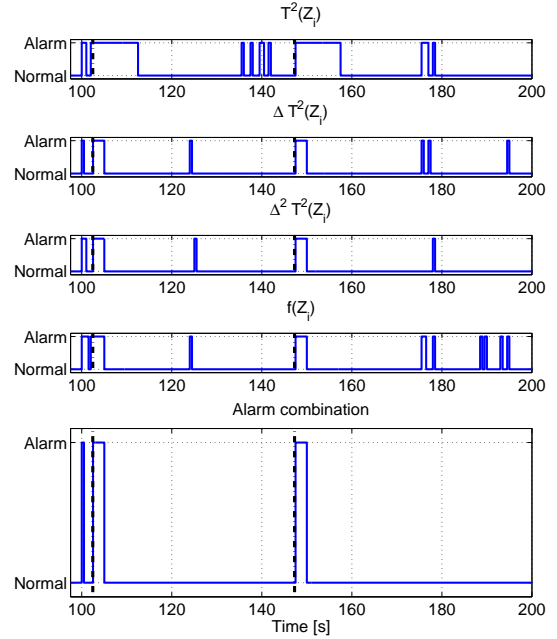 T²(Z_i)
Alarm
Normal
100 120 140 160 180 200
Δ T²(Z_i)
Alarm
Normal
100 120 140 160 180 200
Δ² T²(Z_i)
Alarm
Normal
100 120 140 160 180 200
f(Z_i)
Alarm
Normal
100 120 140 160 180 200
Alarm combination
Alarm
Normal
100 120 140 160 180 200
Time [s]